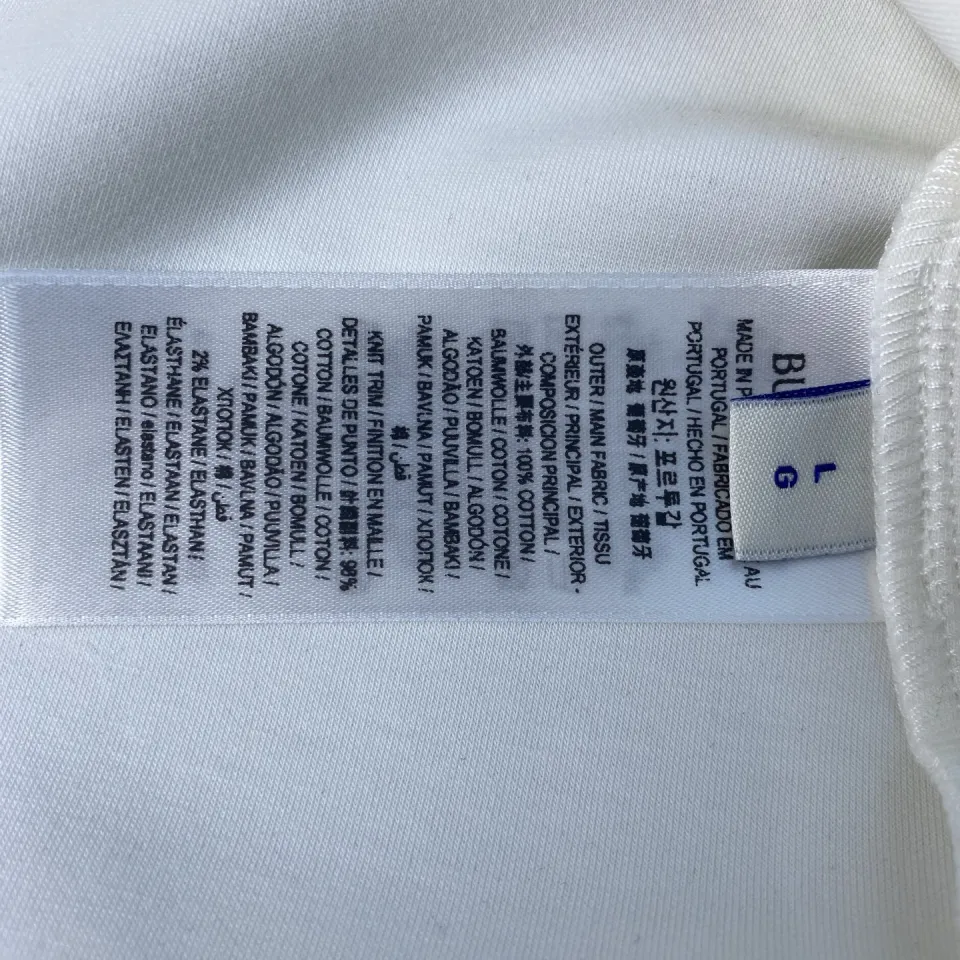 BU
MADE IN P AU
PORTUGAL / FABRICADO EM
PORTUGAL / HECHO EN PORTUGAL
원산지: 포르투갈
原產地 葡萄牙 / 原产地 葡萄牙
OUTER / MAIN FABRIC / TISSU
EXTÉRIEUR / PRINCIPAL / EXTERIOR -
COMPOSICION PRINCIPAL /
外部/主要布料: 100% COTTON /
BAUMWOLLE / COTON / COTONE /
KATOEN / BOMULL / ALGODÓN /
ALGODÃO / PUUVILLA / BAMBAKI /
PAMUK / BAVLNA / PAMUT / ХЛОПОК /
棉 / قطن /
KNIT TRIM / FINITION EN MAILLE /
DETALLES DE PUNTO / 針織布料: 98%
COTTON / BAUMWOLLE / COTON /
COTONE / KATOEN / BOMULL /
ALGODÓN / ALGODÃO / PUUVILLA /
BAMBAKI / PAMUK / BAVLNA / PAMUT /
ХЛОПОК / 棉 / قطن /
2% ELASTANE / ELASTHAN /
ÉLASTHANE / ELASTAAN / ELASTAN /
ELASTANO / elastano / ELASTAANI /
ΕΛΑΣΤΑΝΗ / ELASTEN / ELASZTÁN /
L
G